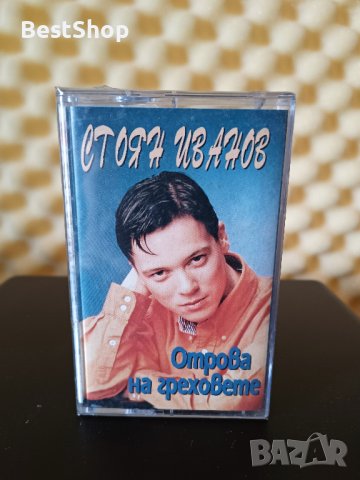 BestShop
СТОЯН ИВАНОВ
Отрова
на греховете
BAZAR